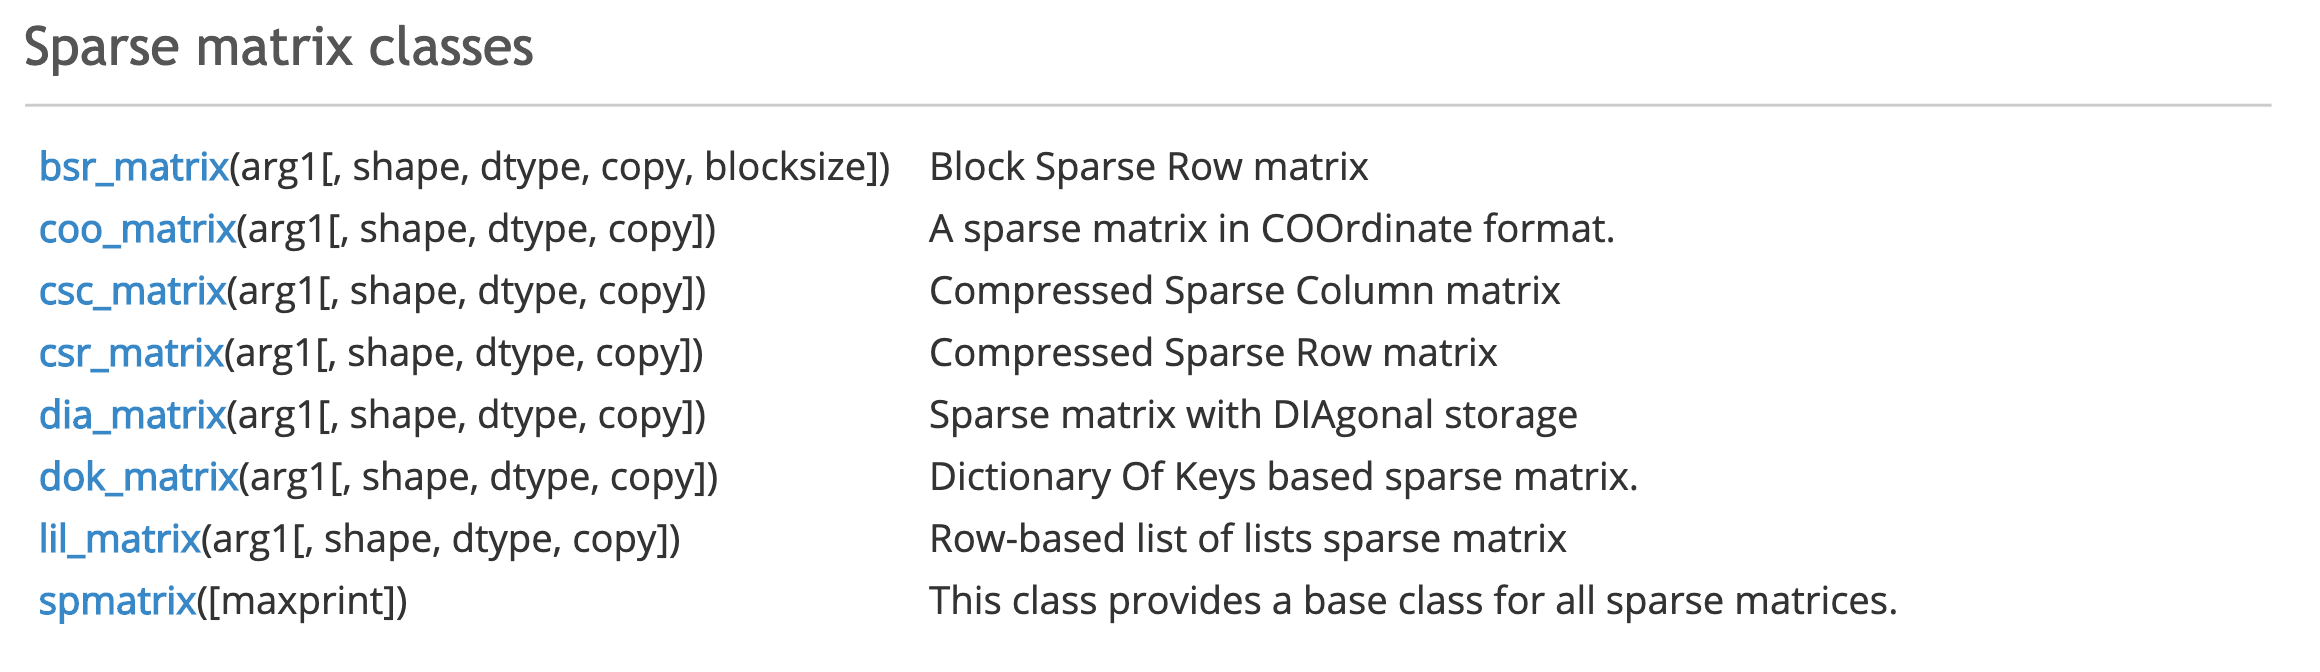 Sparse matrix classes
bsr_matrix(arg1[, shape, dtype, copy, blocksize]) Block Sparse Row matrix
coo_matrix(arg1[, shape, dtype, copy]) A sparse matrix in COOrdinate format.
csc_matrix(arg1[, shape, dtype, copy]) Compressed Sparse Column matrix
csr_matrix(arg1[, shape, dtype, copy]) Compressed Sparse Row matrix
dia_matrix(arg1[, shape, dtype, copy]) Sparse matrix with DIAgonal storage
dok_matrix(arg1[, shape, dtype, copy]) Dictionary Of Keys based sparse matrix.
lil_matrix(arg1[, shape, dtype, copy]) Row-based list of lists sparse matrix
spmatrix([maxprint]) This class provides a base class for all sparse matrices.